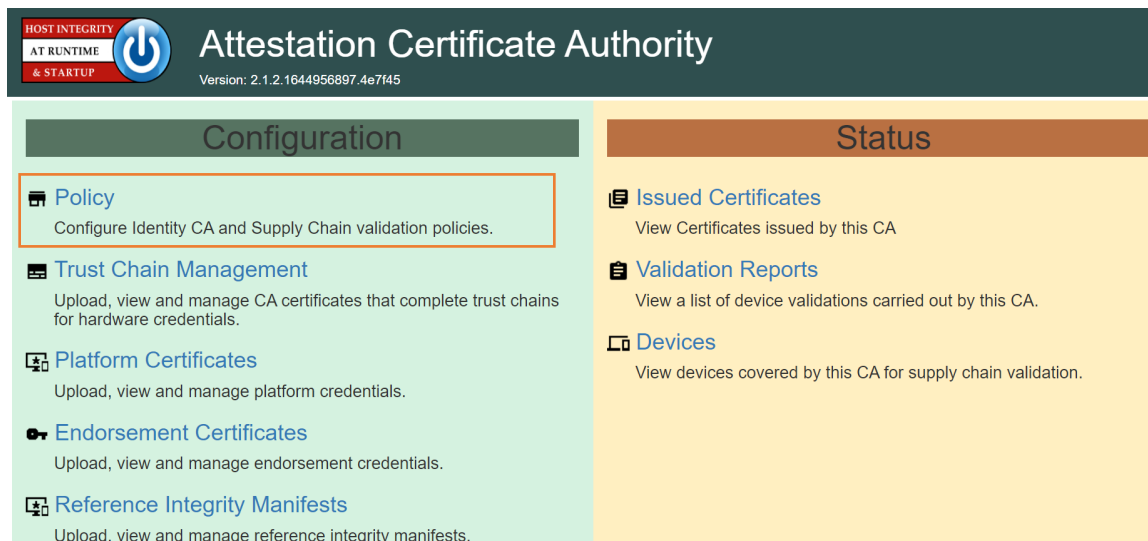 HOST INTEGRITY
AT RUNTIME
& STARTUP
Attestation Certificate Authority
Version: 2.1.2.1644956897.4e7f45
Configuration
Policy
Configure Identity CA and Supply Chain validation policies.
Trust Chain Management
Upload, view and manage CA certificates that complete trust chains
for hardware credentials.
Platform Certificates
Upload, view and manage platform credentials.
Endorsement Certificates
Upload, view and manage endorsement credentials.
Reference Integrity Manifests
Upload, view and manage reference integrity manifests.
Status
Issued Certificates
View Certificates issued by this CA
Validation Reports
View a list of device validations carried out by this CA.
Devices
View devices covered by this CA for supply chain validation.